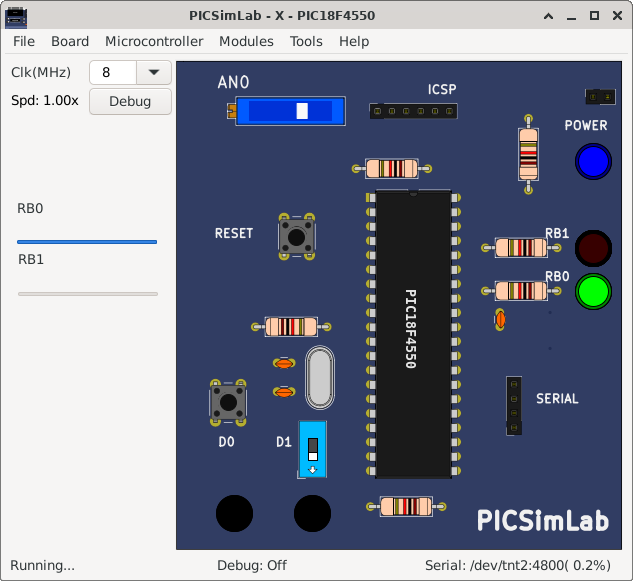 PICSimLab - X - PIC18F4550
File Board Microcontroller Modules Tools Help
Clk(MHz) 8
Spd: 1.00x Debug
RB0
RB1
AN0
ICSP
POWER
RESET
RB1
RB0
PIC18F4550
SERIAL
D0
D1
PICSimLab
Running... Debug: Off Serial: /dev/tnt2:4800( 0.2%)